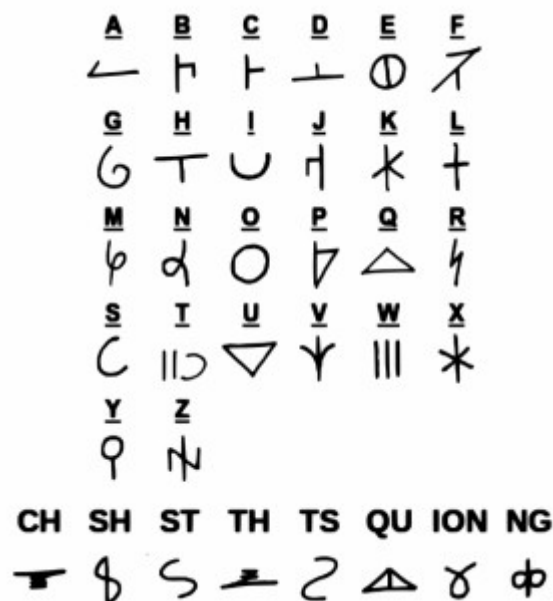 A B C D E F
G H I J K L
M N O P Q R
S T U V W X
Y Z
CH SH ST TH TS QU ION NG